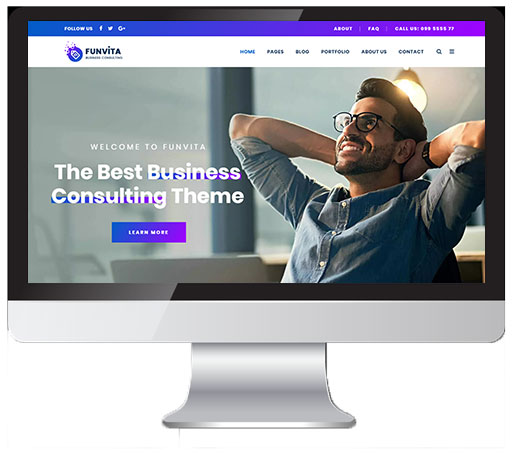 FOLLOW US
ABOUT | FAQ | CALL US: 099 5555 77
FUNVITA
BUSINESS CONSULTING
HOME PAGES BLOG PORTFOLIO ABOUT US CONTACT
WELCOME TO FUNVITA
The Best Business
Consulting Theme
LEARN MORE